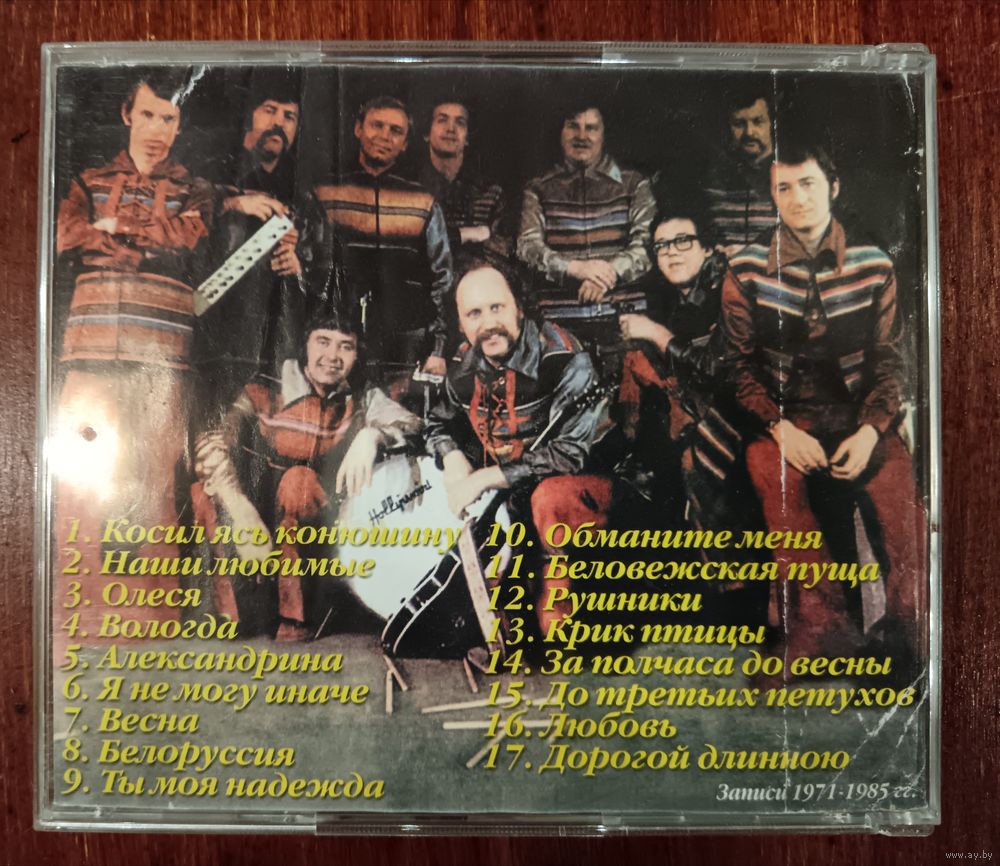 Hollywood
1. Косил ясь конюшину
2. Наши любимые
3. Олеся
4. Вологда
5. Александрина
6. Я не могу иначе
7. Весна
8. Белоруссия
9. Ты моя надежда
10. Обманите меня
11. Беловежская пуща
12. Рушники
13. Крик птицы
14. За полчаса до весны
15. До третьих петухов
16. Любовь
17. Дорогой длинною
Записи 1971-1985 гг.
www.ay.by